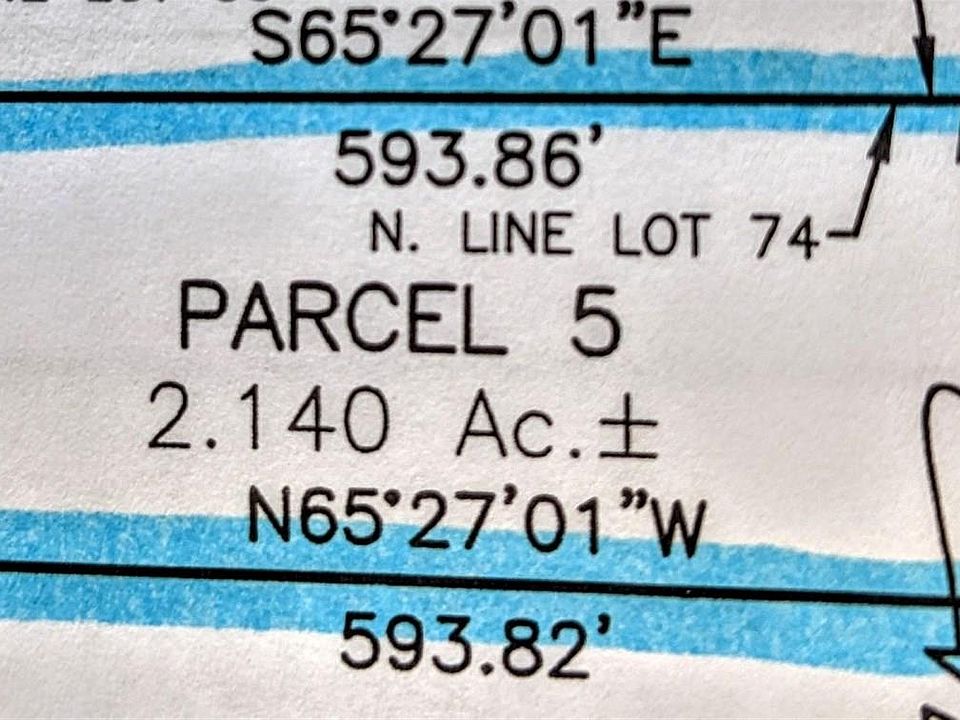 S65°27'01"E
593.86'
N. LINE LOT 74
PARCEL 5
2.140 Ac.±
N65°27'01"W
593.82'